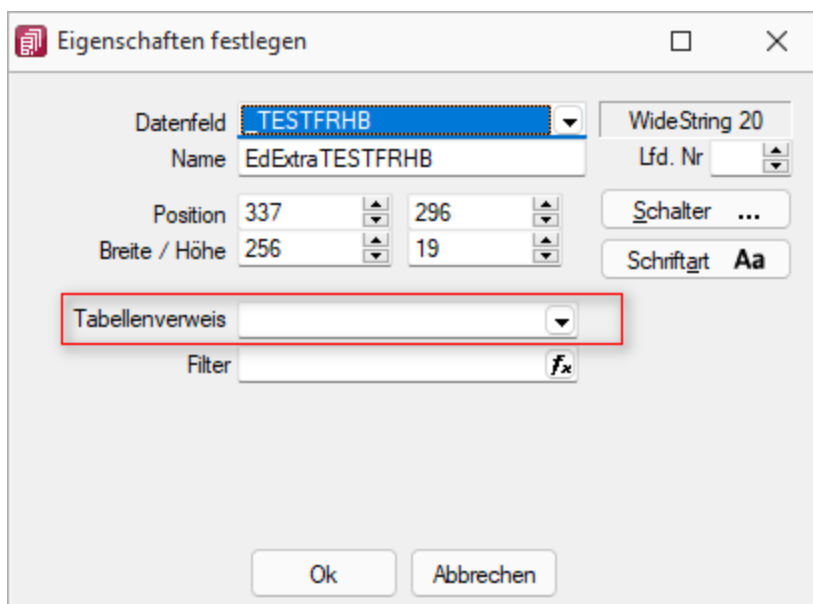 Eigenschaften festlegen
Datenfeld _TESTFRHB WideString 20
Name EdExtraTESTFRHB Lfd. Nr
Position 337 296 Schalter ...
Breite / Höhe 256 19 Schriftart Aa
Tabellenverweis
Filter fx
Ok Abbrechen